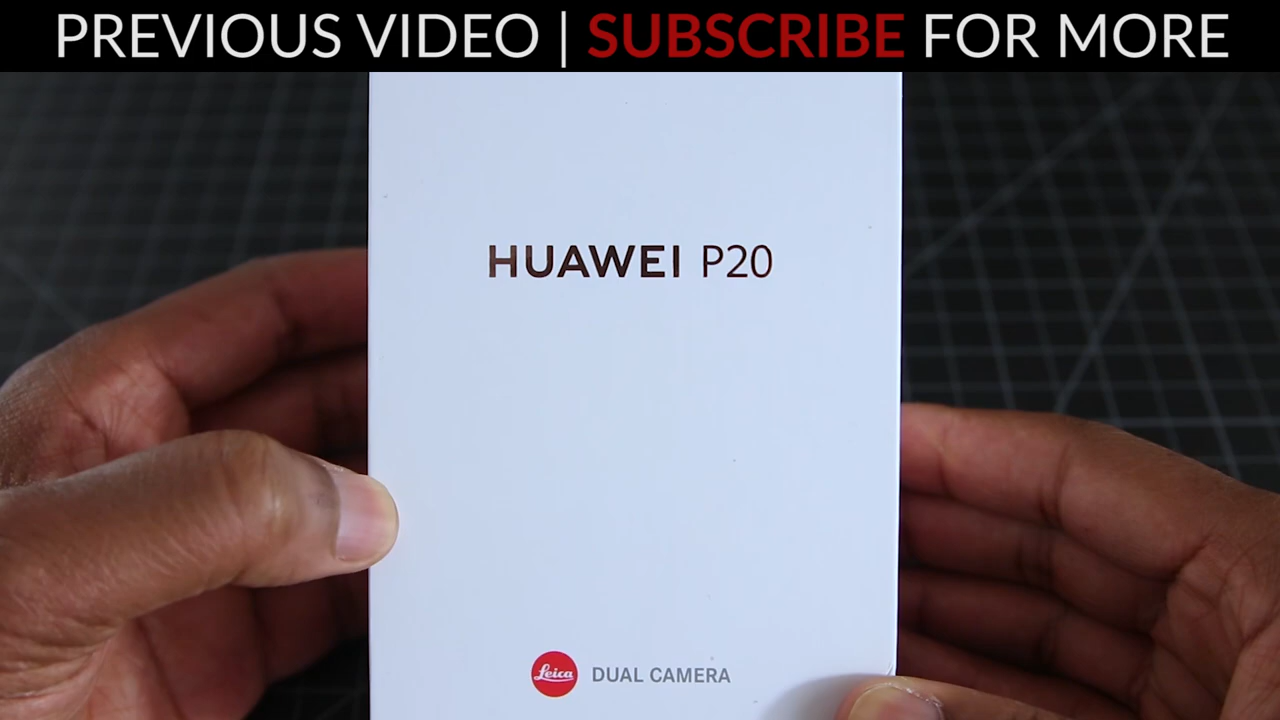 PREVIOUS VIDEO | SUBSCRIBE FOR MORE
HUAWEI P20
Leica DUAL CAMERA